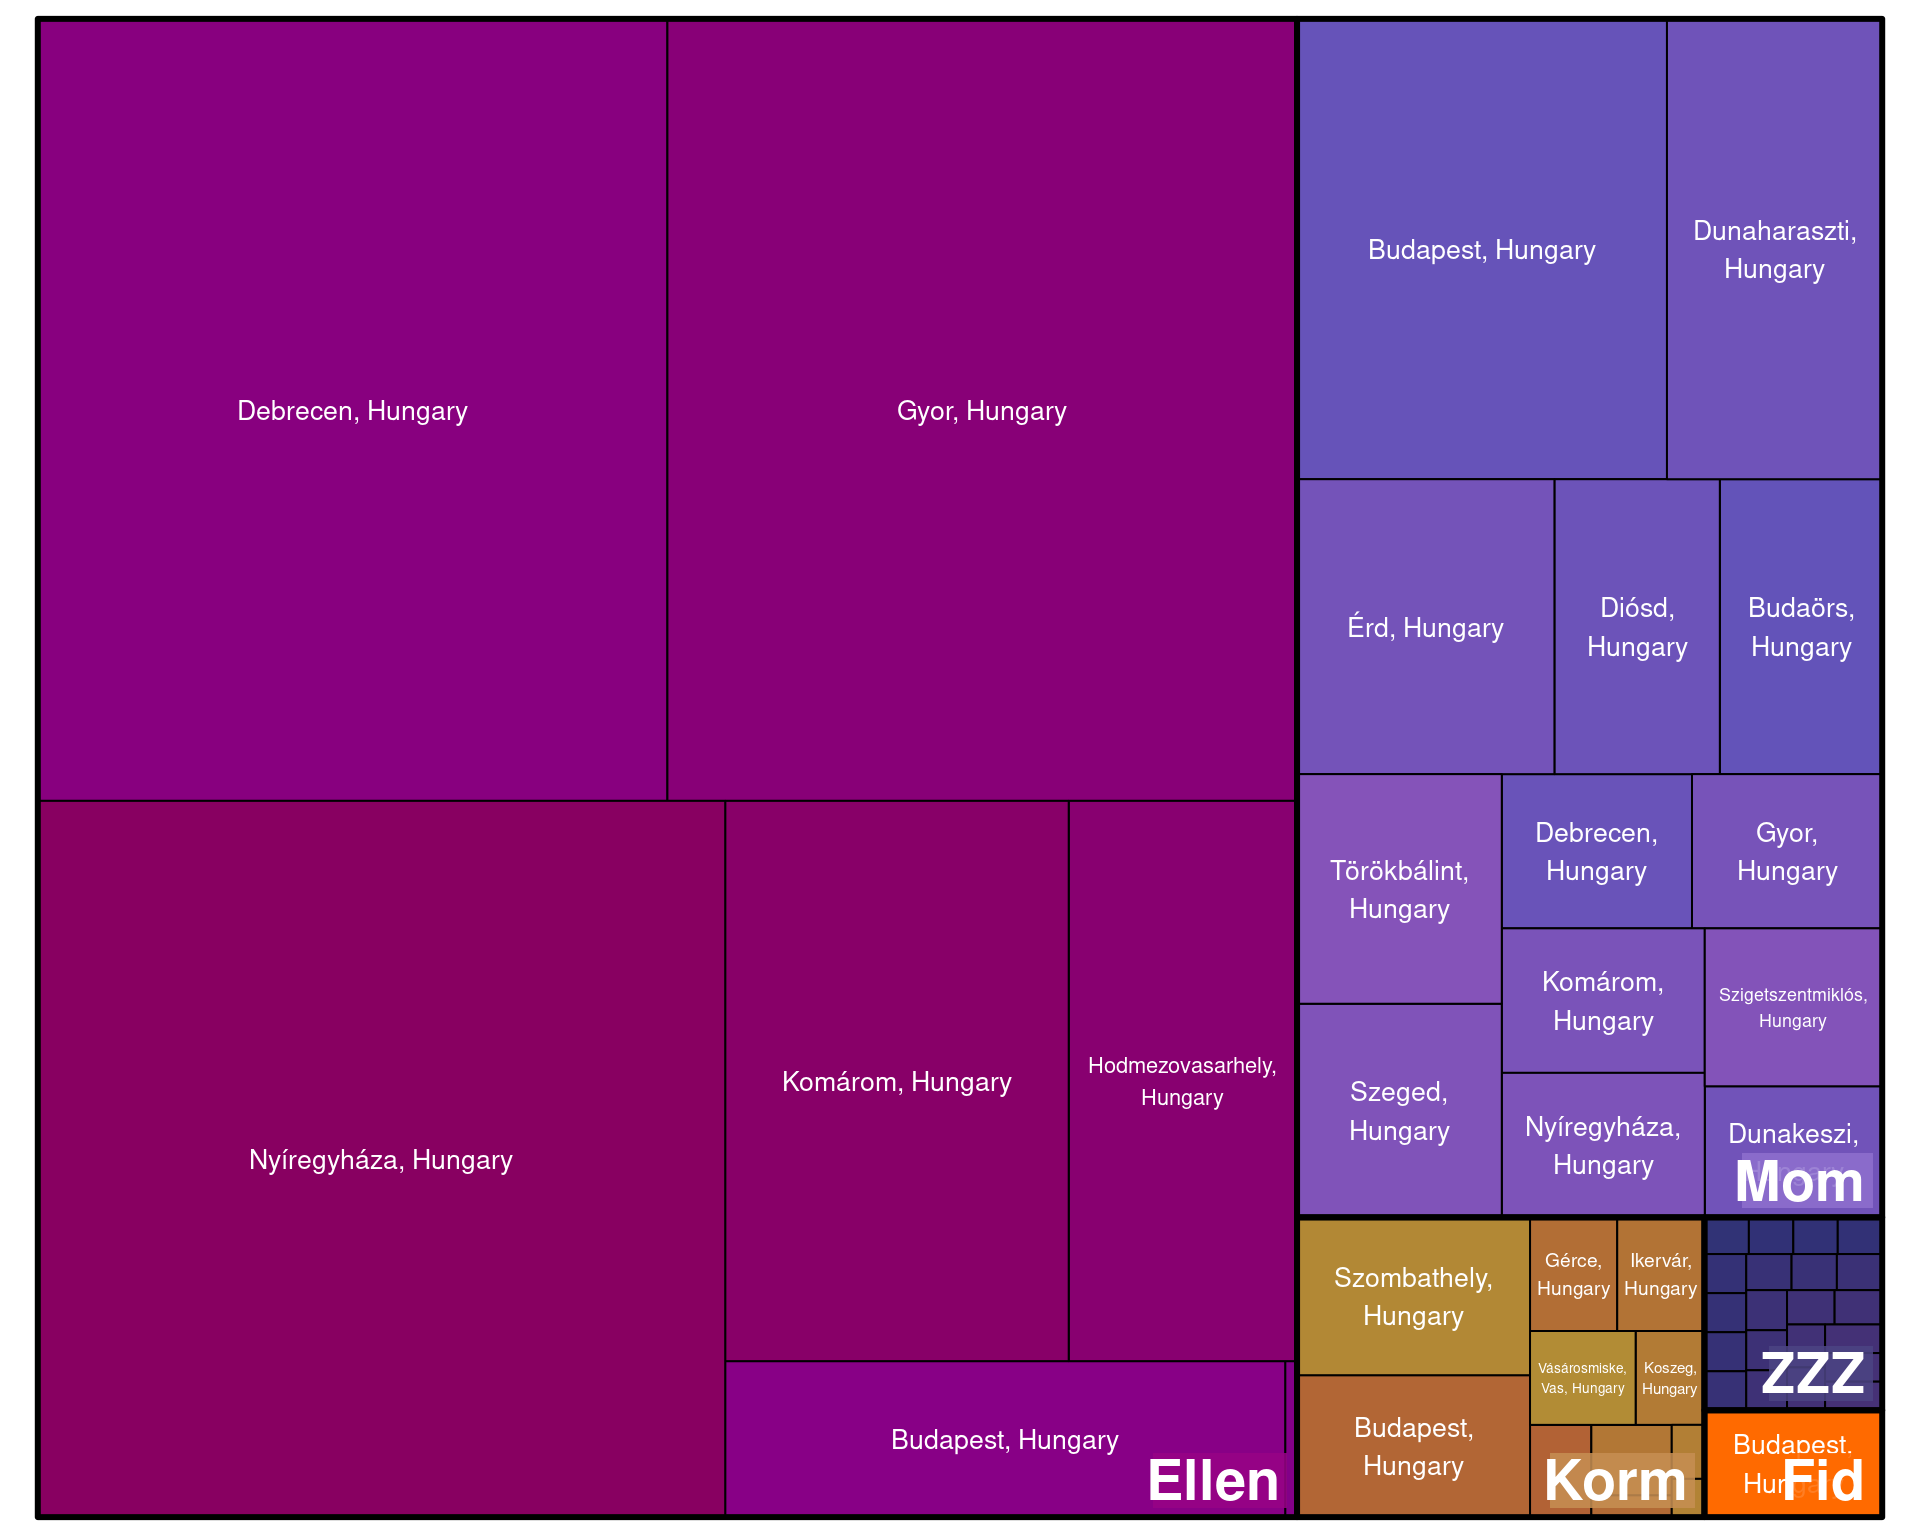 Debrecen, Hungary
Gyor, Hungary
Nyíregyháza, Hungary
Komárom, Hungary
Hodmezovasarhely,
Hungary
Budapest, Hungary
Ellen
Budapest, Hungary
Dunaharaszti,
Hungary
Érd, Hungary
Diósd,
Hungary
Budaörs,
Hungary
Törökbálint,
Hungary
Debrecen,
Hungary
Gyor,
Hungary
Szeged,
Hungary
Komárom,
Hungary
Szigetszentmiklós,
Hungary
Nyíregyháza,
Hungary
Dunakeszi,
Mom
Szombathely,
Hungary
Budapest,
Hungary
Gérce,
Hungary
Ikervár,
Hungary
Vásárosmiske,
Vas, Hungary
Koszeg,
Hungary
Korm
ZZZ
Budapest,
Fid